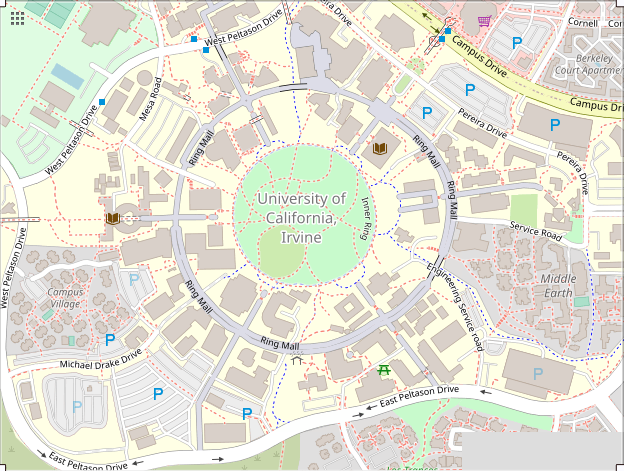 West Peltason Drive
Pereira Drive
Campus Drive
Cornell
Berkeley
Court Apartments
P
Campus Dri
Mesa Road
West Peltason Drive
P
P
P
Pereira Drive
Pereira Drive
Ring Mall
Ring Mall
Ring Mall
University of
California,
Irvine
Inner Ring
Service Road
West Peltason Drive
Campus
Village
P
Engineering Service road
Middle
Earth
Ring Mall
Ring Mall
P
Michael Drake Drive
P
P
P
P
East Peltason Drive
East Peltason Drive
Los Trancos